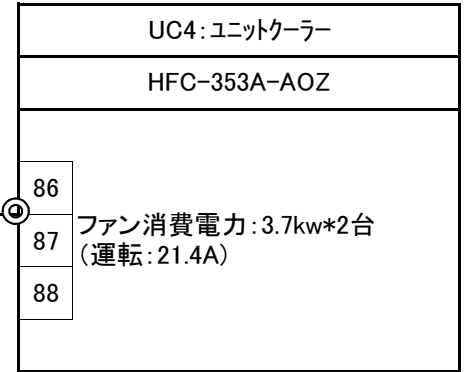 UC4:ユニットクーラー
HFC-353A-AOZ
86
87
88
ファン消費電力:3.7kw*2台
(運転:21.4A)